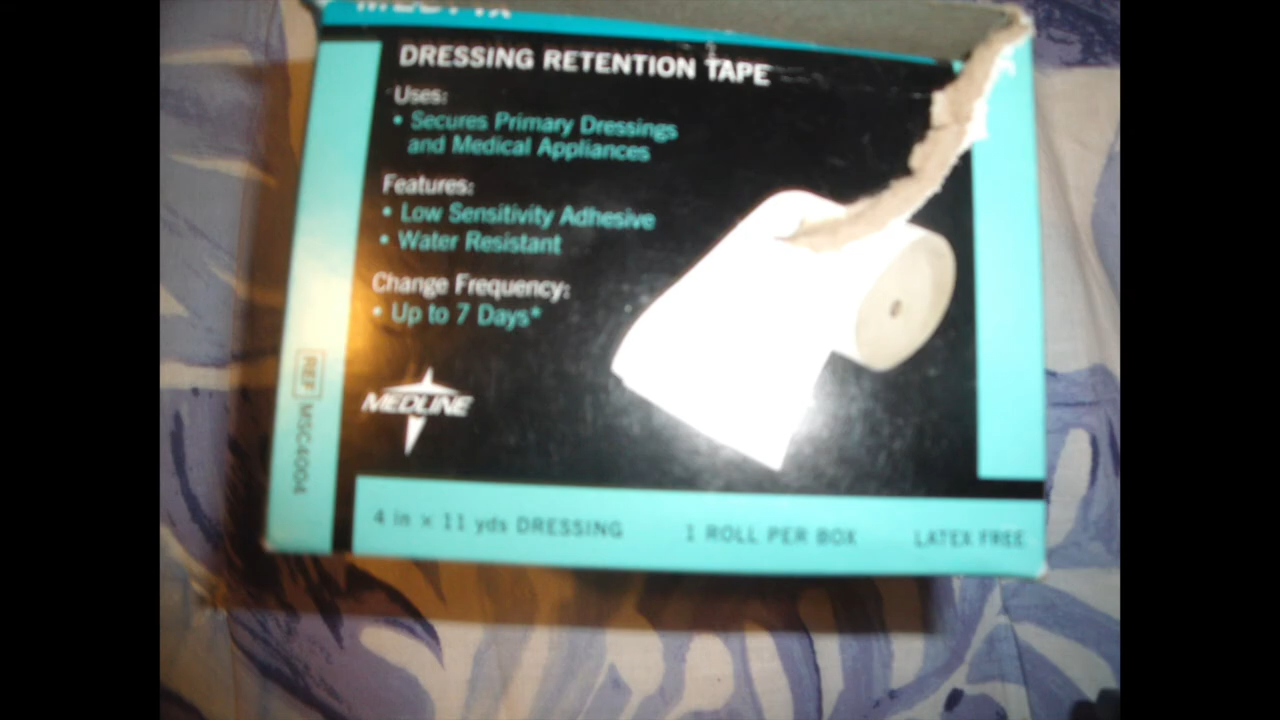 DRESSING RETENTION TAPE
Uses:
• Secures Primary Dressings
and Medical Appliances
Features:
• Low Sensitivity Adhesive
• Water Resistant
Change Frequency:
• Up to 7 Days*
MEDLINE
REF MSC4004
4 in x 11 yds DRESSING 1 ROLL PER BOX LATEX FREE